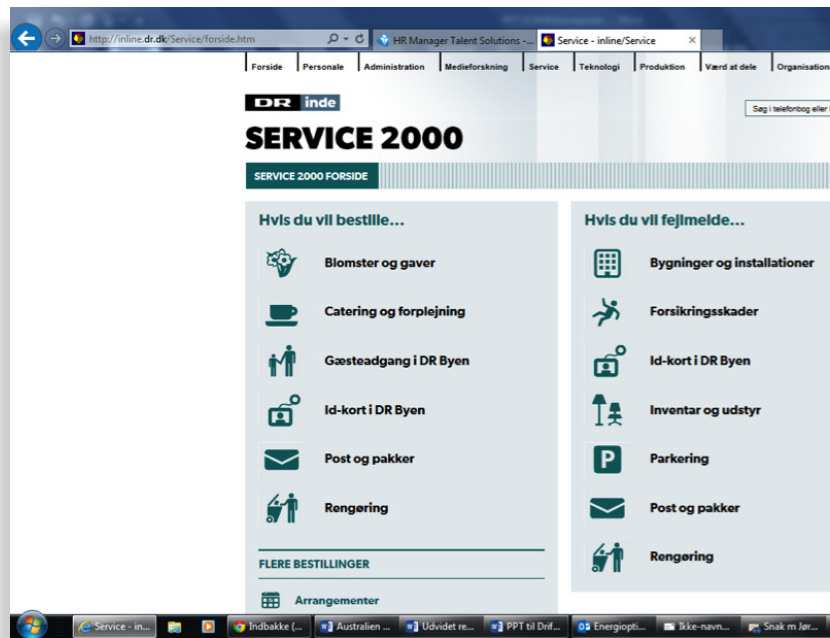 http://inline.dr.dk/Service/forside.htm
HR Manager Talent Solutions -...
Service - inline/Service
Forside Personale Administration Medieforskning Service Teknologi Produktion Værd at dele Organisation
DR inde
Søg i telefonbog eller
SERVICE 2000
SERVICE 2000 FORSIDE
Hvis du vil bestille...
Blomster og gaver
Catering og forplejning
Gæsteadgang i DR Byen
Id-kort i DR Byen
Post og pakker
Rengøring
FLERE BESTILLINGER
Arrangementer
Hvis du vil fejlmelde...
Bygninger og installationer
Forsikringsskader
Id-kort i DR Byen
Inventar og udstyr
P Parkering
Post og pakker
Rengøring
Service - in... Indbakke (... Australien ... Udvidet re... PPT til Drif... Energiopti... Ikke-navn... Snak m Jør...